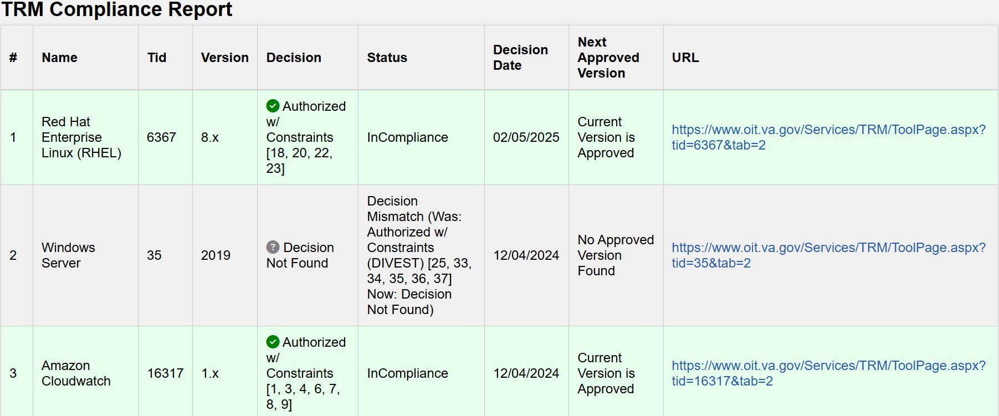 TRM Compliance Report
#
Name
Tid
Version
Decision
Status
Decision
Date
Next
Approved
Version
URL
1
Red Hat
Enterprise
Linux (RHEL)
6367
8.x
Authorized
w/
Constraints
[18, 20, 22,
23]
InCompliance
02/05/2025
Current
Version is
Approved
https://www.oit.va.gov/Services/TRM/ToolPage.aspx?
tid=6367&tab=2
2
Windows
Server
35
2019
? Decision
Not Found
Decision
Mismatch (Was:
Authorized w/
Constraints
(DIVEST) [25, 33,
34, 35, 36, 37]
Now: Decision
Not Found)
12/04/2024
No Approved
Version
Found
https://www.oit.va.gov/Services/TRM/ToolPage.aspx?
tid=35&tab=2
3
Amazon
Cloudwatch
16317
1.x
Authorized
w/
Constraints
[1, 3, 4, 6, 7,
8, 9]
InCompliance
12/04/2024
Current
Version is
Approved
https://www.oit.va.gov/Services/TRM/ToolPage.aspx?
tid=16317&tab=2